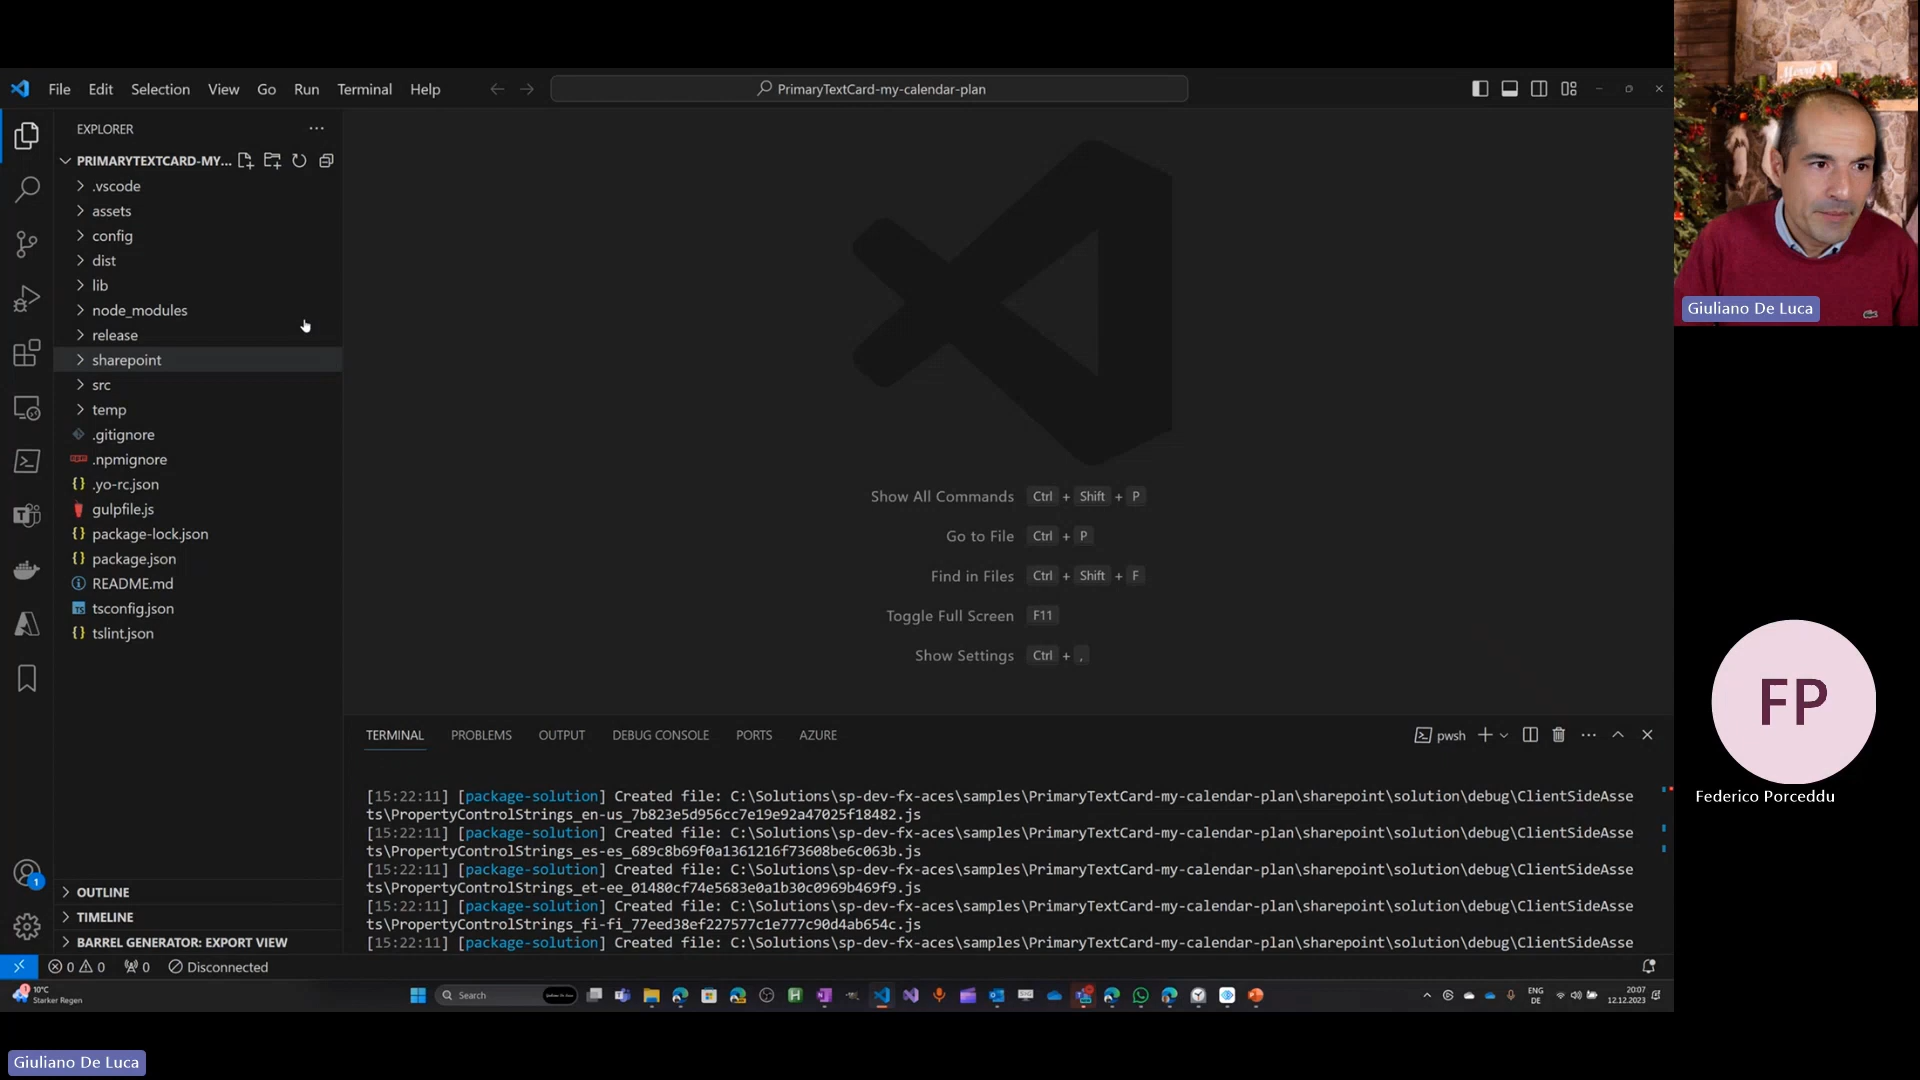 File Edit Selection View Go Run Terminal Help
PrimaryTextCard-my-calendar-plan
EXPLORER
PRIMARYTEXTCARD-MY...
.vscode
assets
config
dist
lib
node_modules
release
sharepoint
src
temp
.gitignore
.npmignore
.yo-rc.json
gulpfile.js
package-lock.json
package.json
README.md
tsconfig.json
tslint.json
OUTLINE
TIMELINE
BARREL GENERATOR: EXPORT VIEW
Show All Commands Ctrl + Shift + P
Go to File Ctrl + P
Find in Files Ctrl + Shift + F
Toggle Full Screen F11
Show Settings Ctrl + ,
TERMINAL PROBLEMS OUTPUT DEBUG CONSOLE PORTS AZURE
pwsh
[15:22:11] [package-solution] Created file: C:\Solutions\sp-dev-fx-aces\samples\PrimaryTextCard-my-calendar-plan\sharepoint\solution\debug\ClientSideAsse
ts\PropertyControlStrings_en-us_7b823e5d956cc7e19e92a47025f18482.js
[15:22:11] [package-solution] Created file: C:\Solutions\sp-dev-fx-aces\samples\PrimaryTextCard-my-calendar-plan\sharepoint\solution\debug\ClientSideAsse
ts\PropertyControlStrings_es-es_689c8b69f0a1361216f73608be6c063b.js
[15:22:11] [package-solution] Created file: C:\Solutions\sp-dev-fx-aces\samples\PrimaryTextCard-my-calendar-plan\sharepoint\solution\debug\ClientSideAsse
ts\PropertyControlStrings_et-ee_01480cf74e5683e0a1b30c0969b469f9.js
[15:22:11] [package-solution] Created file: C:\Solutions\sp-dev-fx-aces\samples\PrimaryTextCard-my-calendar-plan\sharepoint\solution\debug\ClientSideAsse
ts\PropertyControlStrings_fi-fi_77eed38ef227577c1e777c90d4ab654c.js
[15:22:11] [package-solution] Created file: C:\Solutions\sp-dev-fx-aces\samples\PrimaryTextCard-my-calendar-plan\sharepoint\solution\debug\ClientSideAsse
0 0 0 Disconnected
10°C
Starker Regen
Search
ENG
DE
20:07
12.12.2023
Giuliano De Luca
FP
Federico Porceddu
Giuliano De Luca